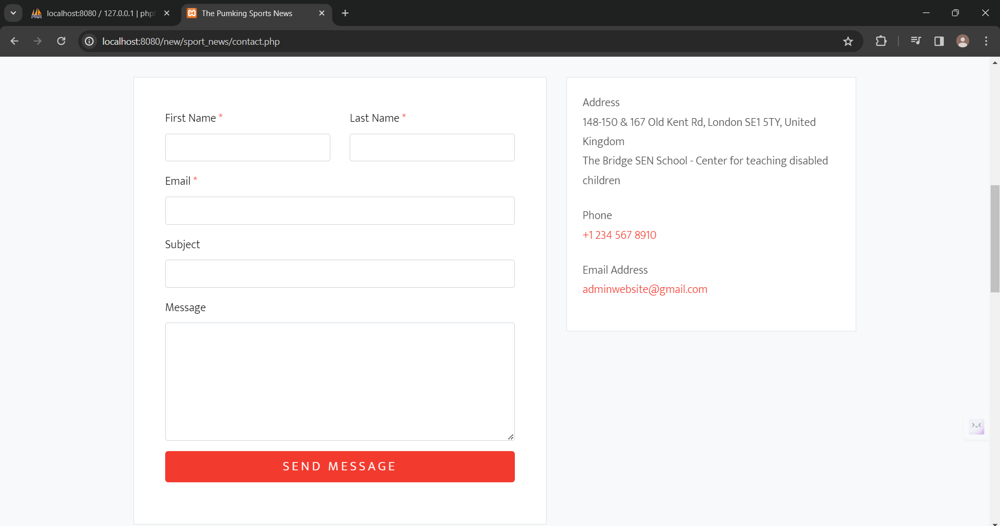 localhost:8080 / 127.0.0.1 | php
The Pumking Sports News
localhost:8080/new/sport_news/contact.php
First Name *
Last Name *
Email *
Subject
Message
SEND MESSAGE
Address
148-150 & 167 Old Kent Rd, London SE1 5TY, United
Kingdom
The Bridge SEN School - Center for teaching disabled
children
Phone
+1 234 567 8910
Email Address
adminwebsite@gmail.com